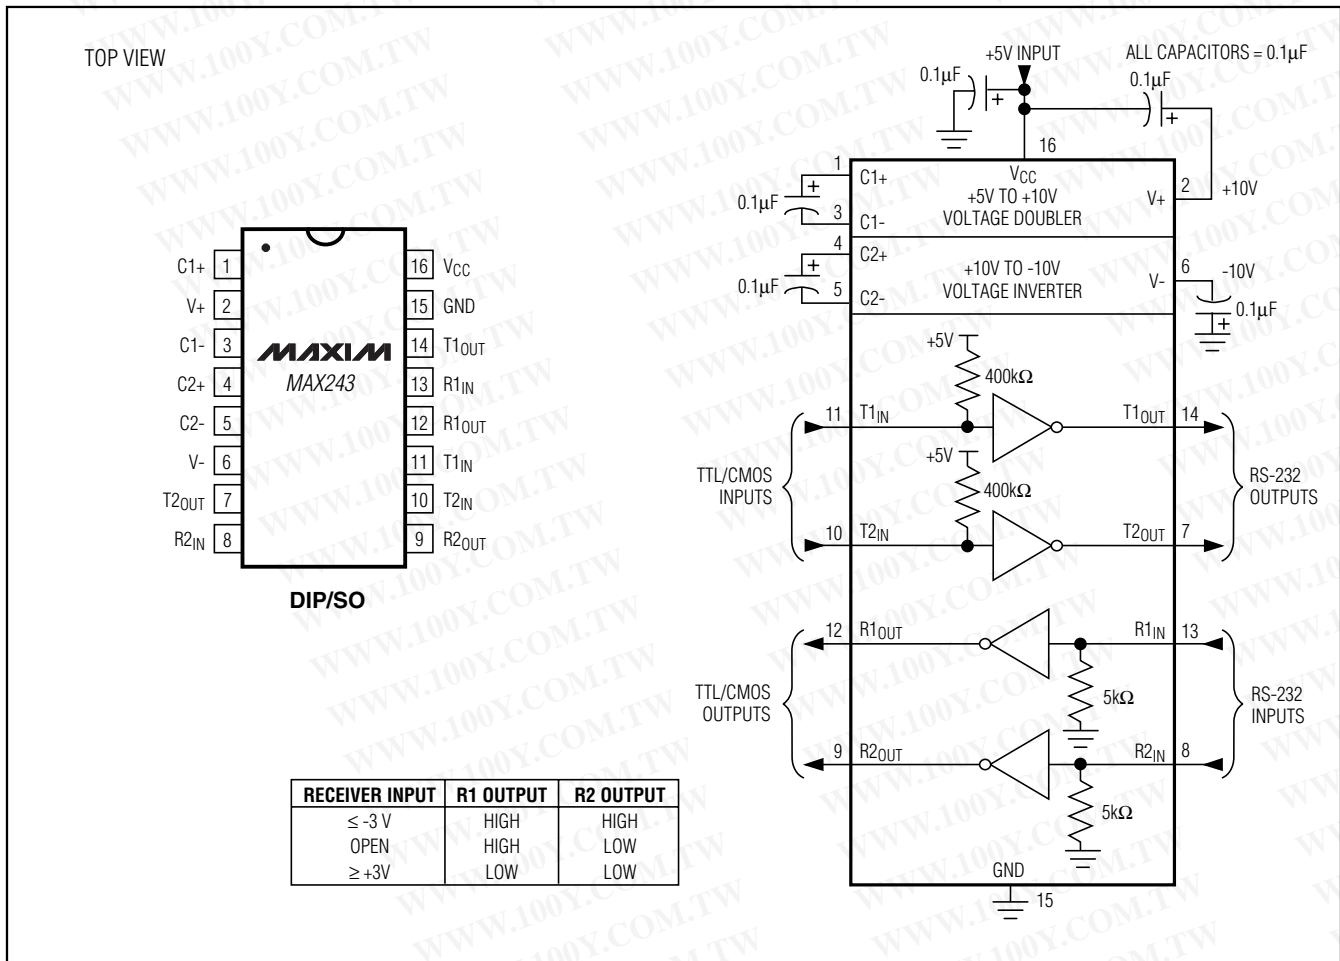 TOP VIEW
C1+ 1
V+ 2
C1- 3
C2+ 4
C2- 5
V- 6
T2OUT 7
R2IN 8
16 VCC
15 GND
14 T1OUT
13 R1IN
12 R1OUT
11 T1IN
10 T2IN
9 R2OUT
MAXIM
MAX243
DIP/SO
RECEIVER INPUT R1 OUTPUT R2 OUTPUT
≤ -3 V HIGH HIGH
OPEN HIGH LOW
≥ +3V LOW LOW
+5V INPUT
ALL CAPACITORS = 0.1µF
0.1µF
+
0.1µF
+
16
VCC
+5V TO +10V
VOLTAGE DOUBLER
1
C1+
+
0.1µF
3
C1-
2
V+
+10V
4
C2+
+
0.1µF
5
C2-
+10V TO -10V
VOLTAGE INVERTER
6
V-
-10V
0.1µF
+
+5V
400kΩ
11 T1IN
T1OUT 14
+5V
400kΩ
TTL/CMOS
INPUTS
RS-232
OUTPUTS
10 T2IN
T2OUT 7
12 R1OUT
R1IN 13
5kΩ
TTL/CMOS
OUTPUTS
RS-232
INPUTS
9 R2OUT
R2IN 8
5kΩ
GND
15
WWW.100Y.COM.TW